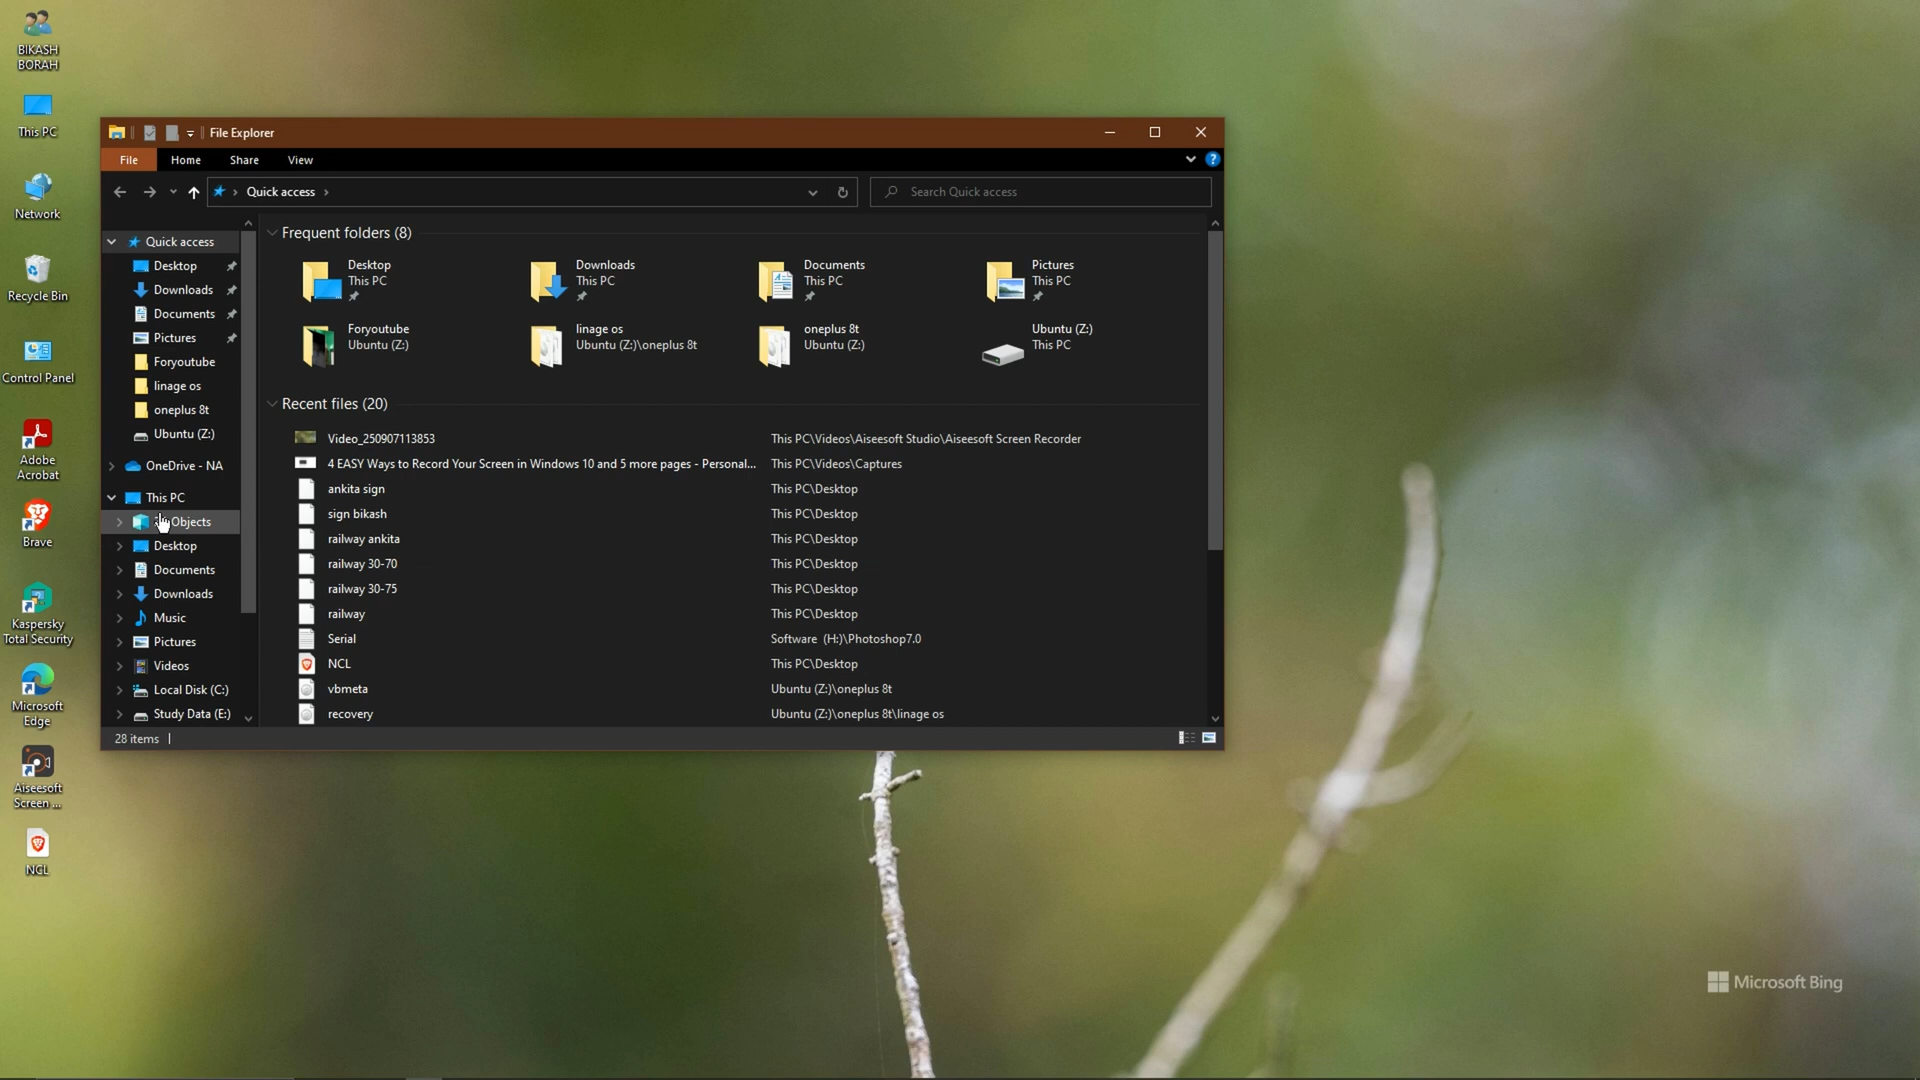 BIKASH
BORAH
This PC
Network
Recycle Bin
Control Panel
Adobe
Acrobat
Brave
Kaspersky
Total Security
Microsoft
Edge
Aiseesoft
Screen ...
NCL
File Explorer
File Home Share View
Quick access
Search Quick access
Quick access
Desktop
Downloads
Documents
Pictures
Foryoutube
linage os
oneplus 8t
Ubuntu (Z:)
OneDrive - NA
This PC
Objects
Desktop
Documents
Downloads
Music
Pictures
Videos
Local Disk (C:)
Study Data (E:)
Frequent folders (8)
Desktop
This PC
Downloads
This PC
Documents
This PC
Pictures
This PC
Foryoutube
Ubuntu (Z:)
linage os
Ubuntu (Z:)\oneplus 8t
oneplus 8t
Ubuntu (Z:)
Ubuntu (Z:)
This PC
Recent files (20)
Video_250907113853 This PC\Videos\Aiseesoft Studio\Aiseesoft Screen Recorder
4 EASY Ways to Record Your Screen in Windows 10 and 5 more pages - Personal... This PC\Videos\Captures
ankita sign This PC\Desktop
sign bikash This PC\Desktop
railway ankita This PC\Desktop
railway 30-70 This PC\Desktop
railway 30-75 This PC\Desktop
railway This PC\Desktop
Serial Software (H:)\Photoshop7.0
NCL This PC\Desktop
vbmeta Ubuntu (Z:)\oneplus 8t
recovery Ubuntu (Z:)\oneplus 8t\linage os
28 items
Microsoft Bing